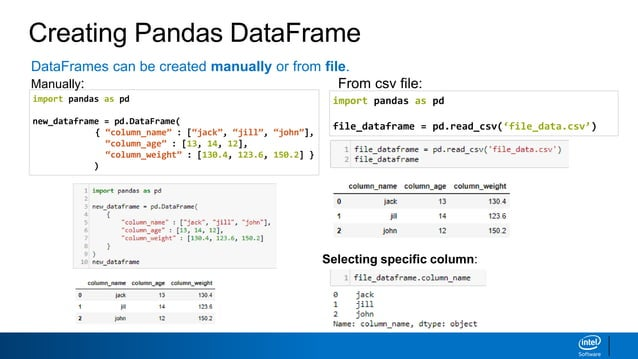 Creating Pandas DataFrame
DataFrames can be created manually or from file.
Manually:
import pandas as pd
new_dataframe = pd.DataFrame(
{ “column_name” : [“jack”, “jill”, “john”],
“column_age” : [13, 14, 12],
“column_weight” : [130.4, 123.6, 150.2] }
)
1 import pandas as pd
2
3 new_dataframe = pd.DataFrame(
4 {
5 "column_name" : ["jack", "jill", "john"],
6 "column_age" : [13, 14, 12],
7 "column_weight" : [130.4, 123.6, 150.2]
8 }
9 )
10 new_dataframe
column_name column_age column_weight
0 jack 13 130.4
1 jill 14 123.6
2 john 12 150.2
From csv file:
import pandas as pd
file_dataframe = pd.read_csv(‘file_data.csv’)
1 file_dataframe = pd.read_csv('file_data.csv')
2 file_dataframe
column_name column_age column_weight
0 jack 13 130.4
1 jill 14 123.6
2 john 12 150.2
Selecting specific column:
1 file_dataframe.column_name
0 jack
1 jill
2 john
Name: column_name, dtype: object
intel
Software